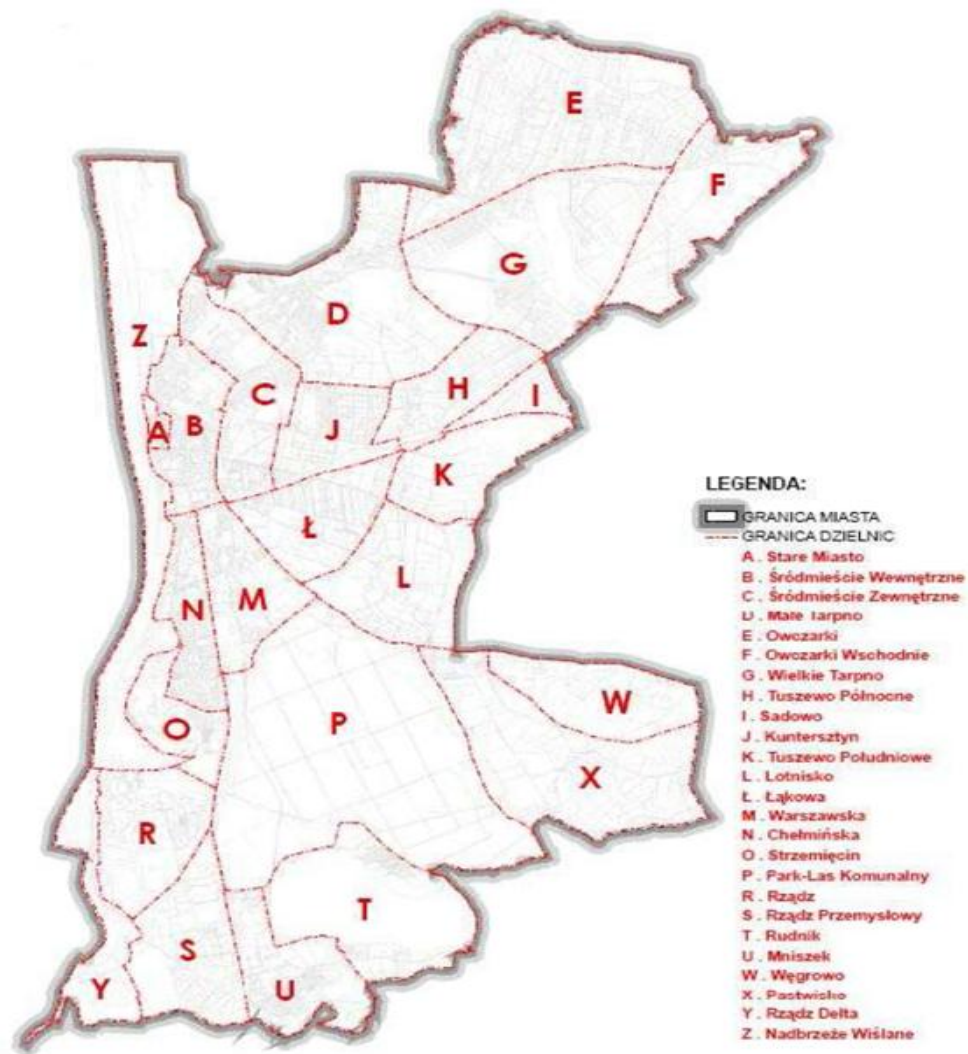 E
F
G
Z
D
H
I
C
B
A
J
K
Ł
L
M
N
W
O
P
X
R
T
S
Y
U
LEGENDA:
GRANICA MIASTA
GRANICA DZIELNIC
A . Stare Miasto
B . Śródmieście Wewnętrzne
C . Śródmieście Zewnętrzne
D . Małe Tarpno
E . Owczarki
F . Owczarki Wschodnie
G . Wielkie Tarpno
H . Tuszewo Północne
I . Sadowo
J . Kuntersztyn
K . Tuszewo Południowe
L . Lotnisko
Ł . Łąkowa
M . Warszawska
N . Chełmińska
O . Strzemięcin
P . Park-Las Komunalny
R . Rządz
S . Rządz Przemysłowy
T . Rudnik
U . Mniszek
W . Węgrowo
X . Pastwisko
Y . Rządz Delta
Z . Nadbrzeże Wiślane